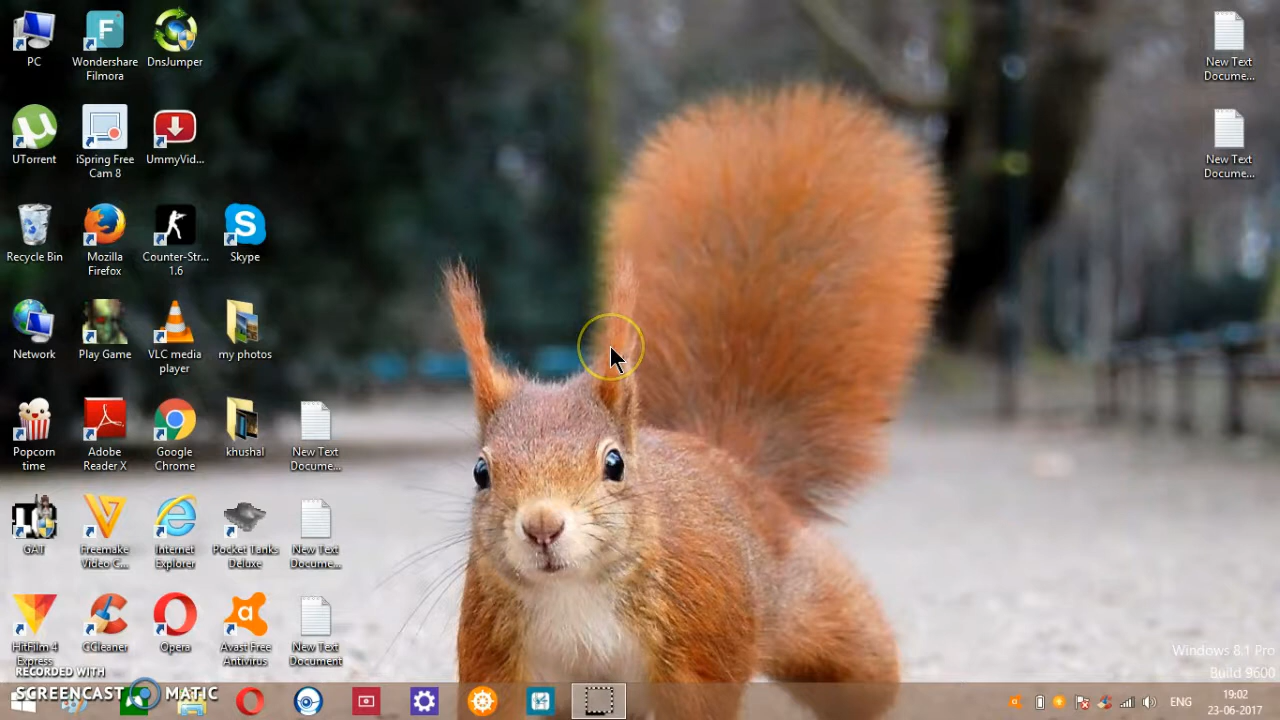 PC
Wondershare
Filmora
DnsJumper
UTorrent
iSpring Free
Cam 8
UmmyVid...
Recycle Bin
Mozilla
Firefox
Counter-Str...
1.6
Skype
Network
Play Game
VLC media
player
my photos
Popcorn
time
Adobe
Reader X
Google
Chrome
khushal
New Text
Docume...
GAT
Freemake
Video C...
Internet
Explorer
Pocket Tanks
Deluxe
New Text
Docume...
HitFilm 4
Express
CCleaner
Opera
Avast Free
Antivirus
New Text
Document
New Text
Docume...
New Text
Docume...
RECORDED WITH
SCREENCAST MATIC
Windows 8.1 Pro
Build 9600
ENG
19:02
23-06-2017